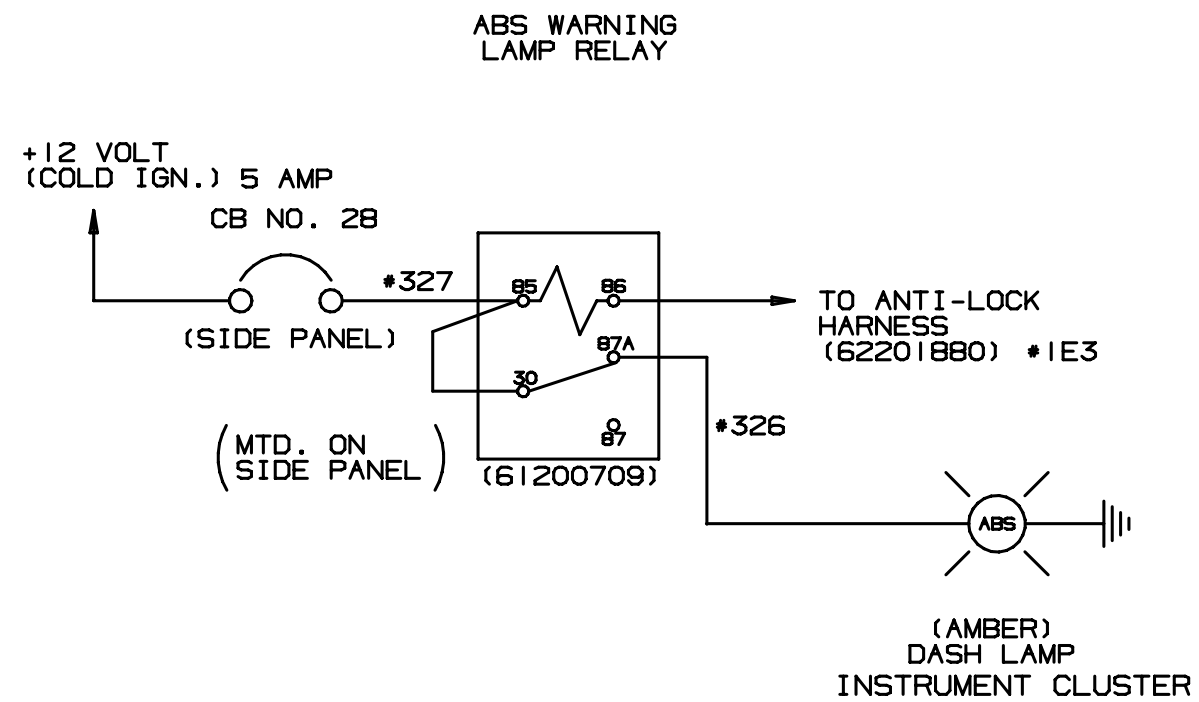 ABS WARNING
LAMP RELAY
+12 VOLT
(COLD IGN.) 5 AMP
CB NO. 28
#327
(SIDE PANEL)
85
86
87A
30
87
TO ANTI-LOCK
HARNESS
(62201880) #1E3
#326
(MTD. ON
SIDE PANEL)
(61200709)
ABS
(AMBER)
DASH LAMP
INSTRUMENT CLUSTER